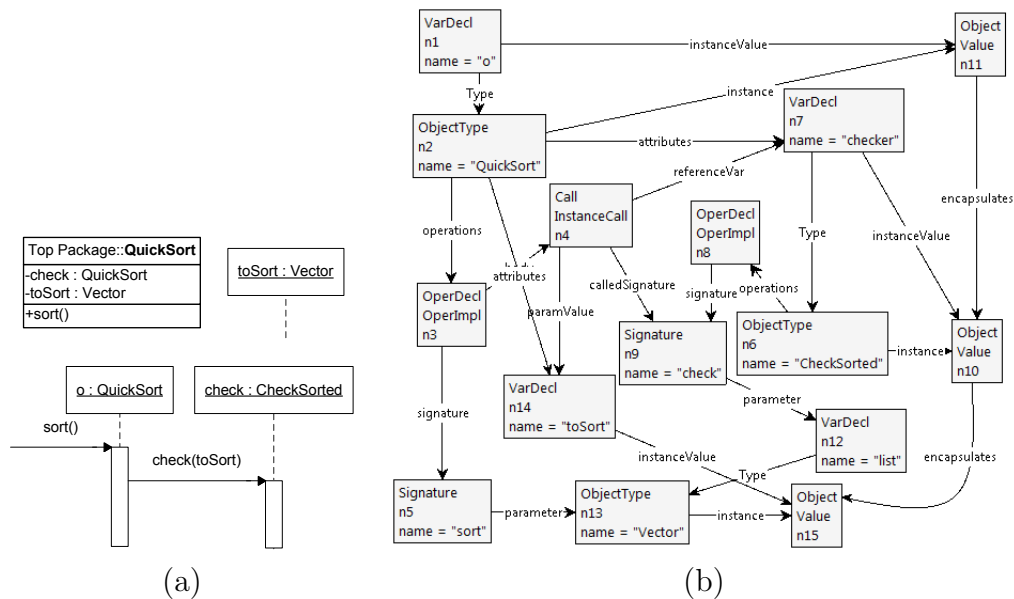 Top Package::QuickSort
-check : QuickSort
-toSort : Vector
+sort()
toSort : Vector
o : QuickSort
check : CheckSorted
sort()
check(toSort)
(a)
VarDecl
n1
name = "o"
instanceValue
Object
Value
n11
Type
instance
ObjectType
n2
name = "QuickSort"
attributes
VarDecl
n7
name = "checker"
referenceVar
Call
InstanceCall
n4
OperDecl
OperImpl
n8
encapsulates
operations
Type
instanceValue
attributes
calledSignature
signature
operations
OperDecl
OperImpl
n3
paramValue
Signature
n9
name = "check"
ObjectType
n6
name = "CheckSorted"
instance
Object
Value
n10
VarDecl
n14
name = "toSort"
parameter
signature
VarDecl
n12
name = "list"
instanceValue
Type
encapsulates
Signature
n5
name = "sort"
parameter
ObjectType
n13
name = "Vector"
instance
Object
Value
n15
(b)